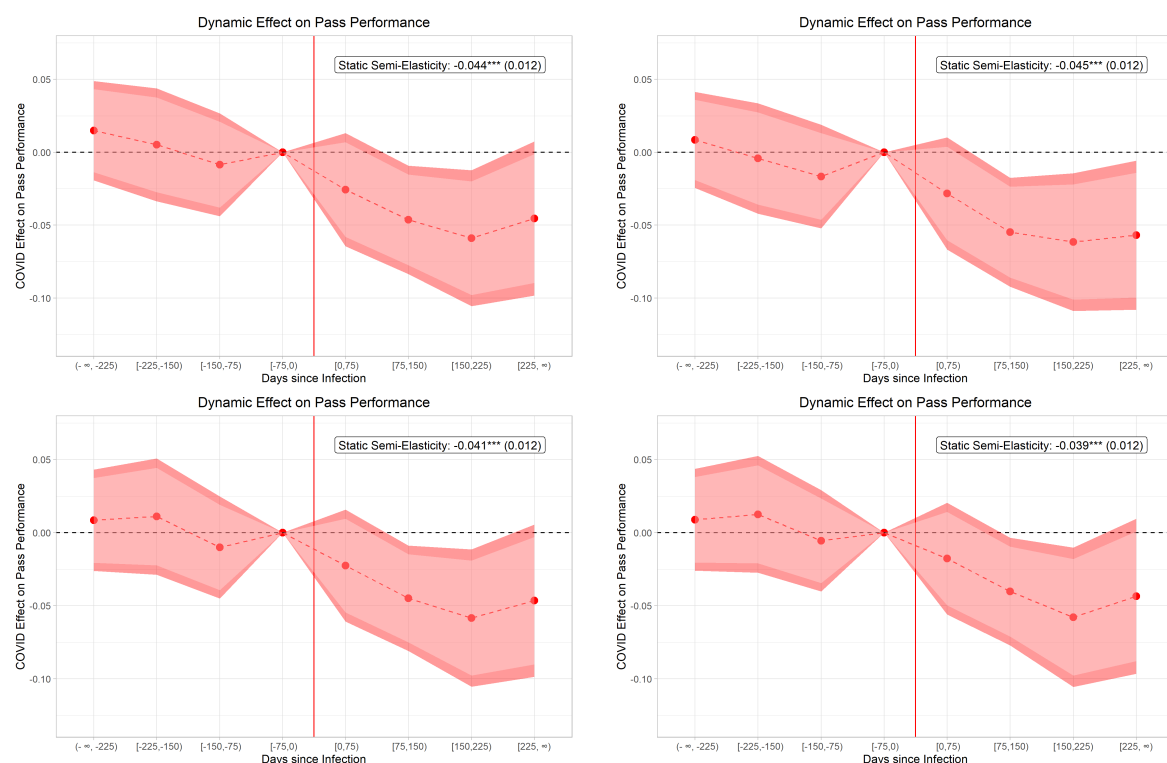 Dynamic Effect on Pass Performance
Static Semi-Elasticity: -0.044*** (0.012)
COVID Effect on Pass Performance
0.05
0.00
-0.05
-0.10
(- ∞, -225)
[-225,-150)
[-150,-75)
[-75,0)
[0,75)
[75,150)
[150,225)
[225, ∞)
Days since Infection
Dynamic Effect on Pass Performance
Static Semi-Elasticity: -0.045*** (0.012)
COVID Effect on Pass Performance
0.05
0.00
-0.05
-0.10
(- ∞, -225)
[-225,-150)
[-150,-75)
[-75,0)
[0,75)
[75,150)
[150,225)
[225, ∞)
Days since Infection
Dynamic Effect on Pass Performance
Static Semi-Elasticity: -0.041*** (0.012)
COVID Effect on Pass Performance
0.05
0.00
-0.05
-0.10
(- ∞, -225)
[-225,-150)
[-150,-75)
[-75,0)
[0,75)
[75,150)
[150,225)
[225, ∞)
Days since Infection
Dynamic Effect on Pass Performance
Static Semi-Elasticity: -0.039*** (0.012)
COVID Effect on Pass Performance
0.05
0.00
-0.05
-0.10
(- ∞, -225)
[-225,-150)
[-150,-75)
[-75,0)
[0,75)
[75,150)
[150,225)
[225, ∞)
Days since Infection